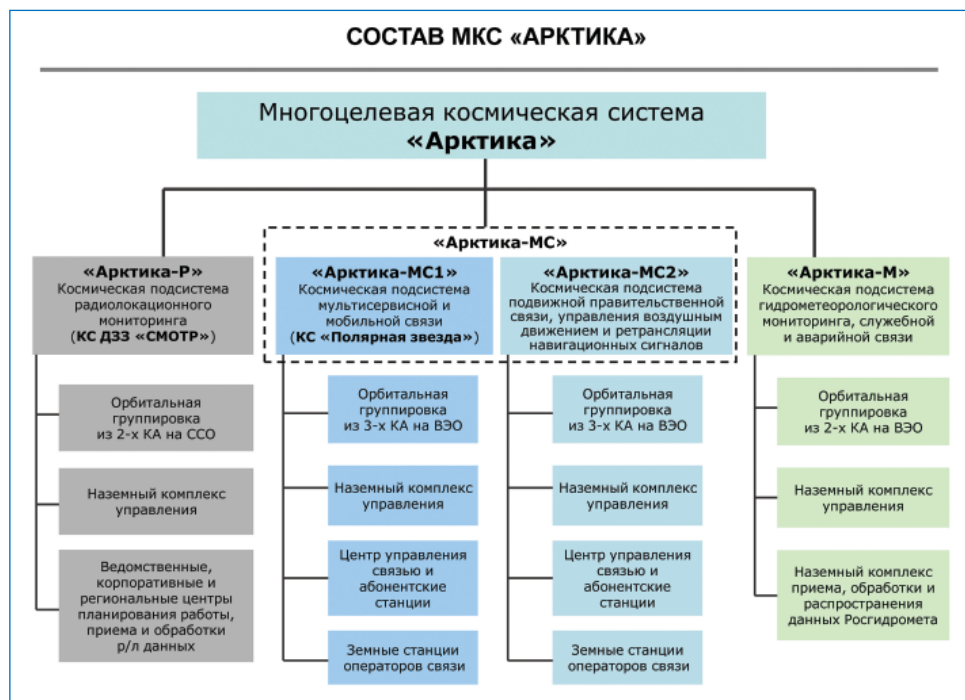 СОСТАВ МКС «АРКТИКА»
Многоцелевая космическая система
«Арктика»
«Арктика-МС»
«Арктика-Р»
Космическая подсистема
радиолокационного
мониторинга
(КС ДЗЗ «СМОТР»)
Орбитальная
группировка
из 2-х КА на ССО
Наземный комплекс
управления
Ведомственные,
корпоративные и
региональные центры
планирования работы,
приема и обработки
р/л данных
«Арктика-МС1»
Космическая подсистема
мультисервисной и
мобильной связи
(КС «Полярная звезда»)
Орбитальная
группировка
из 3-х КА на ВЭО
Наземный комплекс
управления
Центр управления
связью и
абонентские
станции
Земные станции
операторов связи
«Арктика-МС2»
Космическая подсистема
подвижной правительственной
связи, управления воздушным
движением и ретрансляции
навигационных сигналов
Орбитальная
группировка
из 3-х КА на ВЭО
Наземный комплекс
управления
Центр управления
связью и
абонентские
станции
Земные станции
операторов связи
«Арктика-М»
Космическая подсистема
гидрометеорологического
мониторинга, служебной
и аварийной связи
Орбитальная
группировка
из 2-х КА на ВЭО
Наземный комплекс
управления
Наземный комплекс
приема, обработки и
распространения
данных Росгидромета